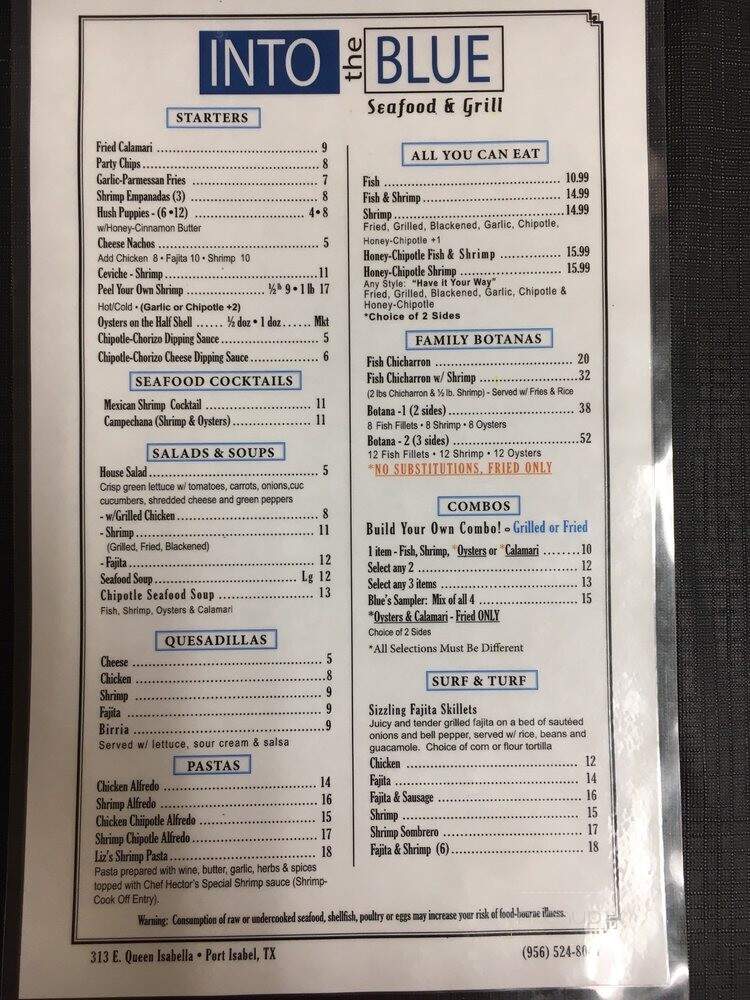 INTO the BLUE
Seafood & Grill
STARTERS
Fried Calamari ........ 9
Party Chips ........ 8
Garlic-Parmessan Fries ........ 7
Shrimp Empanadas (3) ........ 8
Hush Puppies - (6 •12) ........ 4•8
w/Honey-Cinnamon Butter
Cheese Nachos ........ 5
Add Chicken 8 • Fajita 10 • Shrimp 10
Ceviche - Shrimp ........ 11
Peel Your Own Shrimp ........ ½ lb 9 • 1 lb 17
Hot/Cold • (Garlic or Chipotle +2)
Oysters on the Half Shell ...... ½ doz • 1 doz ...... Mkt
Chipotle-Chorizo Dipping Sauce ........ 5
Chipotle-Chorizo Cheese Dipping Sauce ........ 6
SEAFOOD COCKTAILS
Mexican Shrimp Cocktail ........ 11
Campechana (Shrimp & Oysters) ........ 11
SALADS & SOUPS
House Salad ........ 5
Crisp green lettuce w/ tomatoes, carrots, onions,cuc
cucumbers, shredded cheese and green peppers
- w/Grilled Chicken ........ 8
- Shrimp ........ 11
(Grilled, Fried, Blackened)
- Fajita ........ 12
Seafood Soup ........ Lg 12
Chipotle Seafood Soup ........ 13
Fish, Shrimp, Oysters & Calamari
QUESADILLAS
Cheese ........ 5
Chicken ........ 8
Shrimp ........ 9
Fajita ........ 9
Birria ........ 9
Served w/ lettuce, sour cream & salsa
PASTAS
Chicken Alfredo ........ 14
Shrimp Alfredo ........ 16
Chicken Chiipotle Alfredo ........ 15
Shrimp Chipotle Alfredo ........ 17
Liz's Shrimp Pasta ........ 18
Pasta prepared with wine, butter, garlic, herbs & spices
topped with Chef Hector's Special Shrimp sauce (Shrimp-
Cook Off Entry).
ALL YOU CAN EAT
Fish ........ 10.99
Fish & Shrimp ........ 14.99
Shrimp ........ 14.99
Fried, Grilled, Blackened, Garlic, Chipotle,
Honey-Chipotle +1
Honey-Chipotle Fish & Shrimp ........ 15.99
Honey-Chipotle Shrimp ........ 15.99
Any Style: "Have it Your Way"
Fried, Grilled, Blackened, Garlic, Chipotle &
Honey-Chipotle
*Choice of 2 Sides
FAMILY BOTANAS
Fish Chicharron ........ 20
Fish Chicharron w/ Shrimp ........ 32
(2 lbs Chicharron & ½ lb. Shrimp) - Served w/ Fries & Rice
Botana -1 (2 sides) ........ 38
8 Fish Fillets • 8 Shrimp • 8 Oysters
Botana - 2 (3 sides) ........ 52
12 Fish Fillets • 12 Shrimp • 12 Oysters
*NO SUBSTITUTIONS, FRIED ONLY
COMBOS
Build Your Own Combo! - Grilled or Fried
1 item - Fish, Shrimp, *Oysters or *Calamari ........ 10
Select any 2 ........ 12
Select any 3 items ........ 13
Blue's Sampler: Mix of all 4 ........ 15
*Oysters & Calamari - Fried ONLY
Choice of 2 Sides
*All Selections Must Be Different
SURF & TURF
Sizzling Fajita Skillets
Juicy and tender grilled fajita on a bed of sautéed
onions and bell pepper, served w/ rice, beans and
guacamole. Choice of corn or flour tortilla
Chicken ........ 12
Fajita ........ 14
Fajita & Sausage ........ 16
Shrimp ........ 15
Shrimp Sombrero ........ 17
Fajita & Shrimp (6) ........ 18
Warning: Consumption of raw or undercooked seafood, shellfish, poultry or eggs may increase your risk of food-bourne illness.
313 E. Queen Isabella • Port Isabel, TX
(956) 524-80